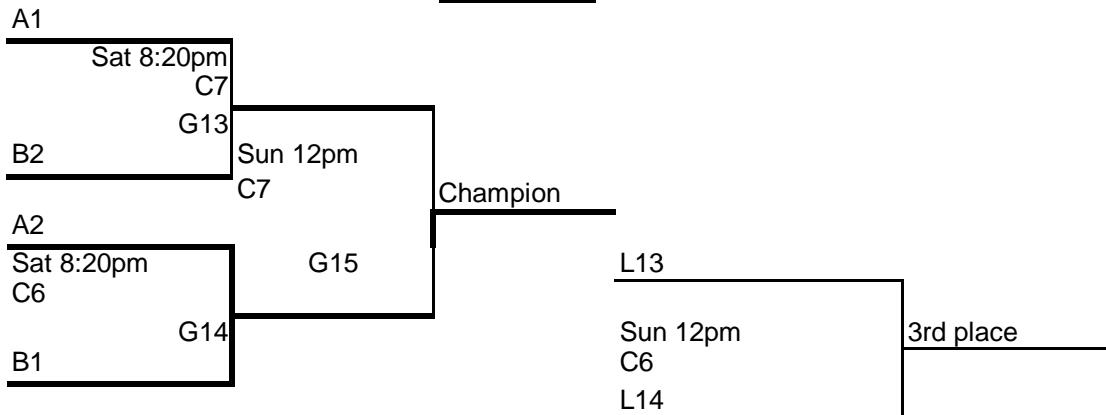 A1
Sat 8:20pm
C7
G13
B2
Sun 12pm
C7
Champion
A2
Sat 8:20pm
C6
G15
G14
B1
L13
Sun 12pm
C6
3rd place
L14